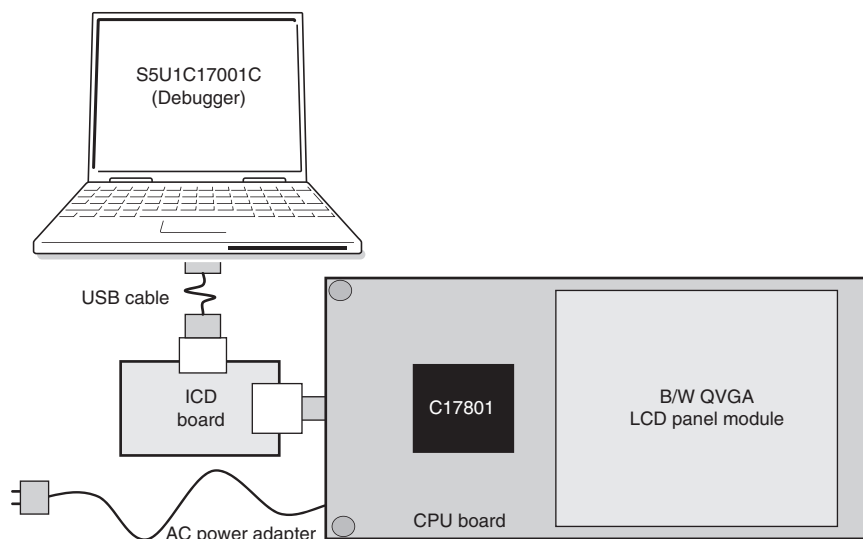 S5U1C17001C
(Debugger)
USB cable
ICD
board
C17801
B/W QVGA
LCD panel module
CPU board
AC power adapter